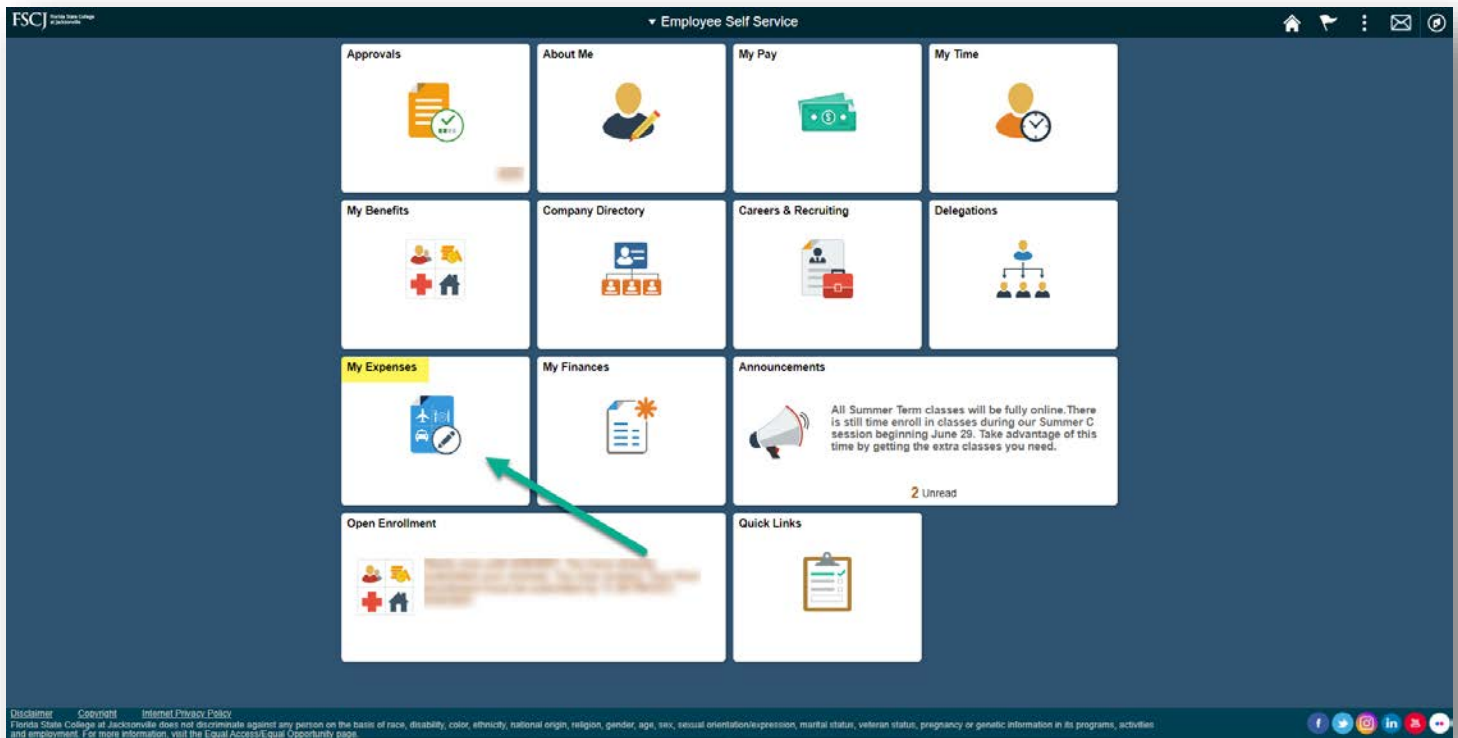 FSCJ Florida State College
at Jacksonville
Employee Self Service
Approvals
About Me
My Pay
My Time
My Benefits
Company Directory
Careers & Recruiting
Delegations
My Expenses
My Finances
Announcements
All Summer Term classes will be fully online.There
is still time enroll in classes during our Summer C
session beginning June 29. Take advantage of this
time by getting the extra classes you need.
2 Unread
Open Enrollment
Quick Links
Disclaimer Copyright Internet Privacy Policy
Florida State College at Jacksonville does not discriminate against any person on the basis of race, disability, color, ethnicity, national origin, religion, gender, age, sex, sexual orientation/expression, marital status, veteran status, pregnancy or genetic information in its programs, activities
and employment. For more information, visit the Equal Access/Equal Opportunity page.